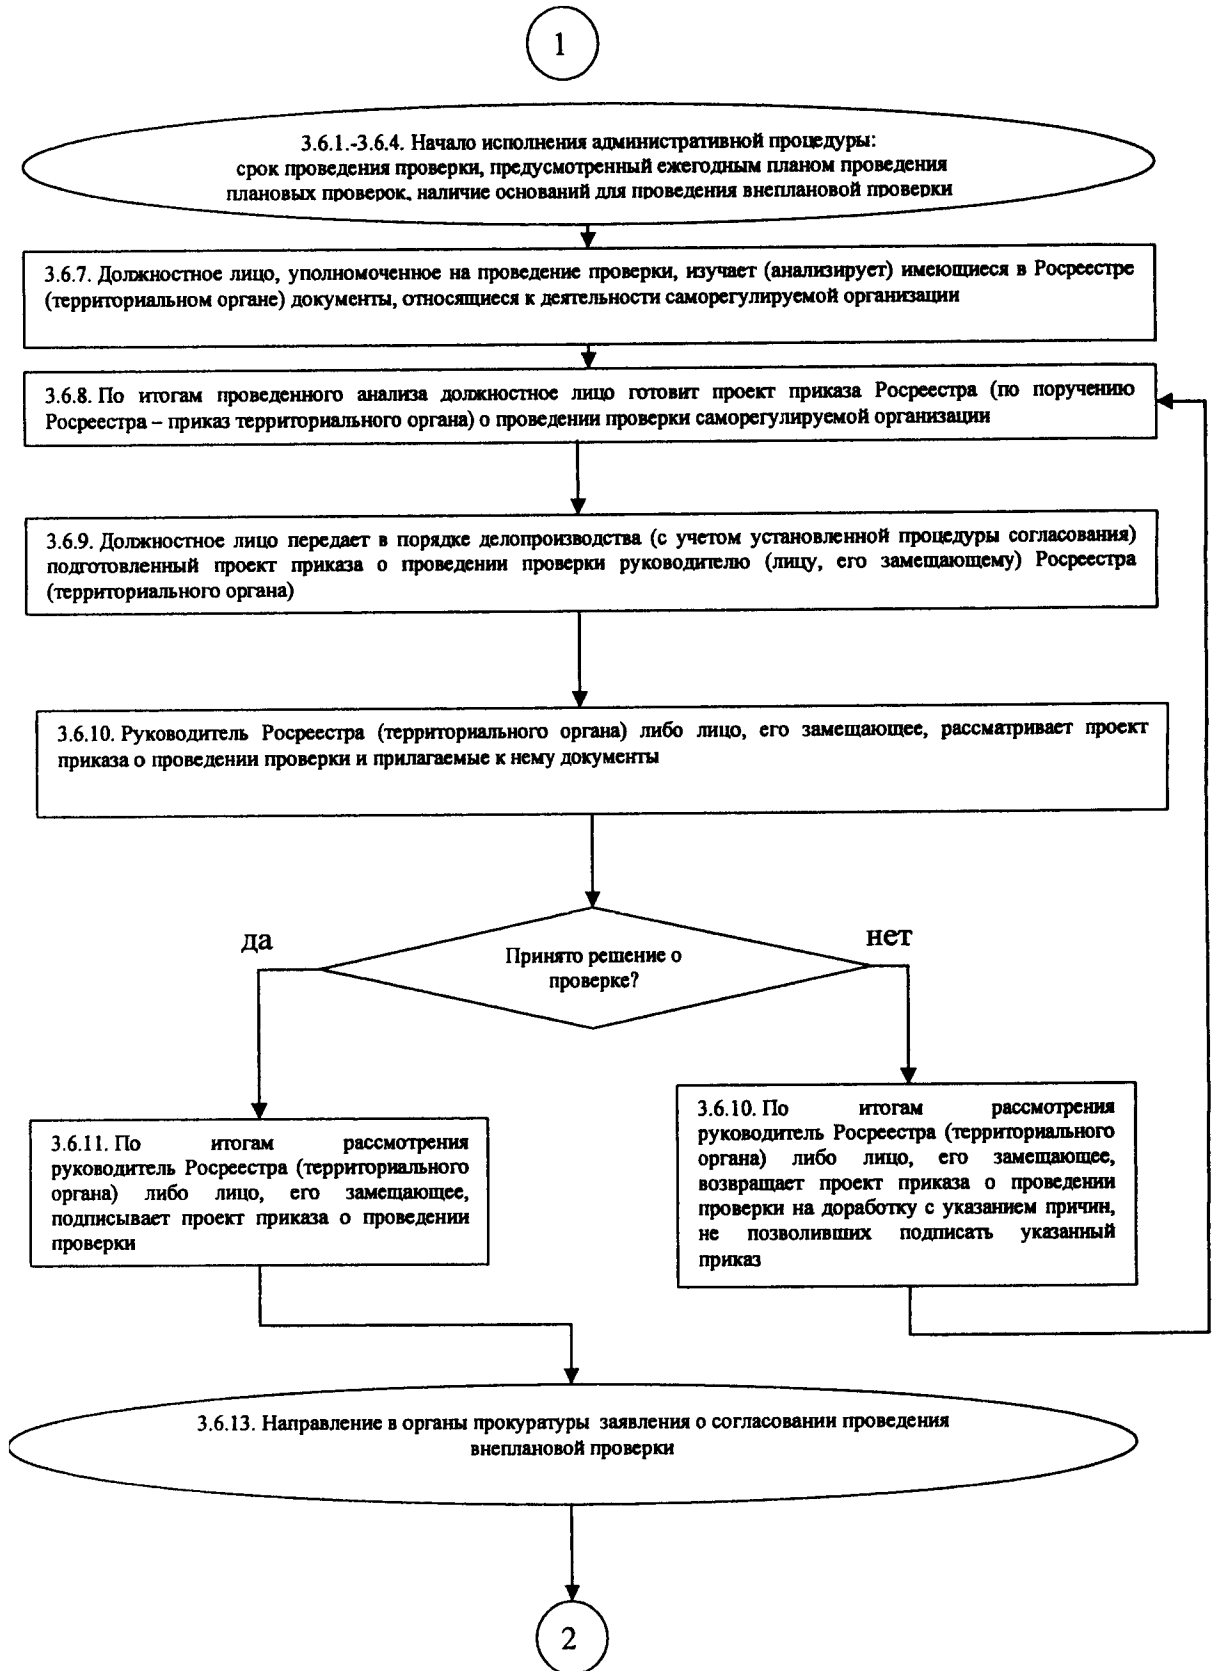 1
3.6.1.-3.6.4. Начало исполнения административной процедуры:
срок проведения проверки, предусмотренный ежегодным планом проведения
плановых проверок, наличие оснований для проведения внеплановой проверки
3.6.7. Должностное лицо, уполномоченное на проведение проверки, изучает (анализирует) имеющиеся в Росреестре
(территориальном органе) документы, относящиеся к деятельности саморегулируемой организации
3.6.8. По итогам проведенного анализа должностное лицо готовит проект приказа Росреестра (по поручению
Росреестра – приказ территориального органа) о проведении проверки саморегулируемой организации
3.6.9. Должностное лицо передает в порядке делопроизводства (с учетом установленной процедуры согласования)
подготовленный проект приказа о проведении проверки руководителю (лицу, его замещающему) Росреестра
(территориального органа)
3.6.10. Руководитель Росреестра (территориального органа) либо лицо, его замещающее, рассматривает проект
приказа о проведении проверки и прилагаемые к нему документы
да
нет
Принято решение о
проверке?
3.6.11. По итогам рассмотрения
руководитель Росреестра (территориального
органа) либо лицо, его замещающее,
подписывает проект приказа о проведении
проверки
3.6.10. По итогам рассмотрения
руководитель Росреестра (территориального
органа) либо лицо, его замещающее,
возвращает проект приказа о проведении
проверки на доработку с указанием причин,
не позволивших подписать указанный
приказ
3.6.13. Направление в органы прокуратуры заявления о согласовании проведения
внеплановой проверки
2